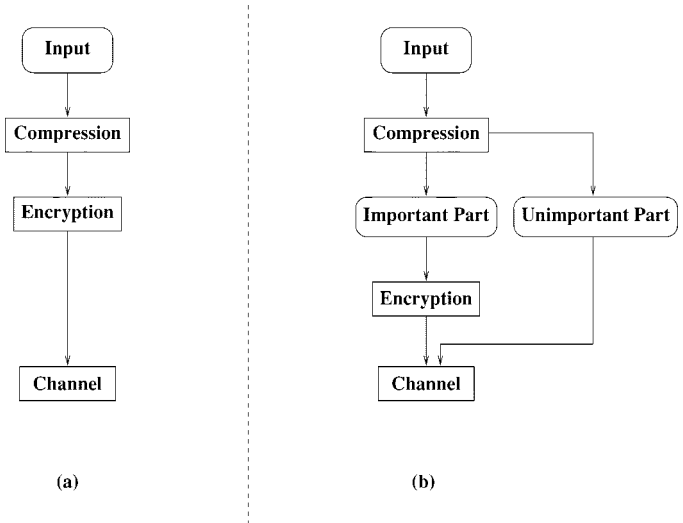 Input
Compression
Encryption
Channel
(a)
Input
Compression
Important Part
Unimportant Part
Encryption
Channel
(b)